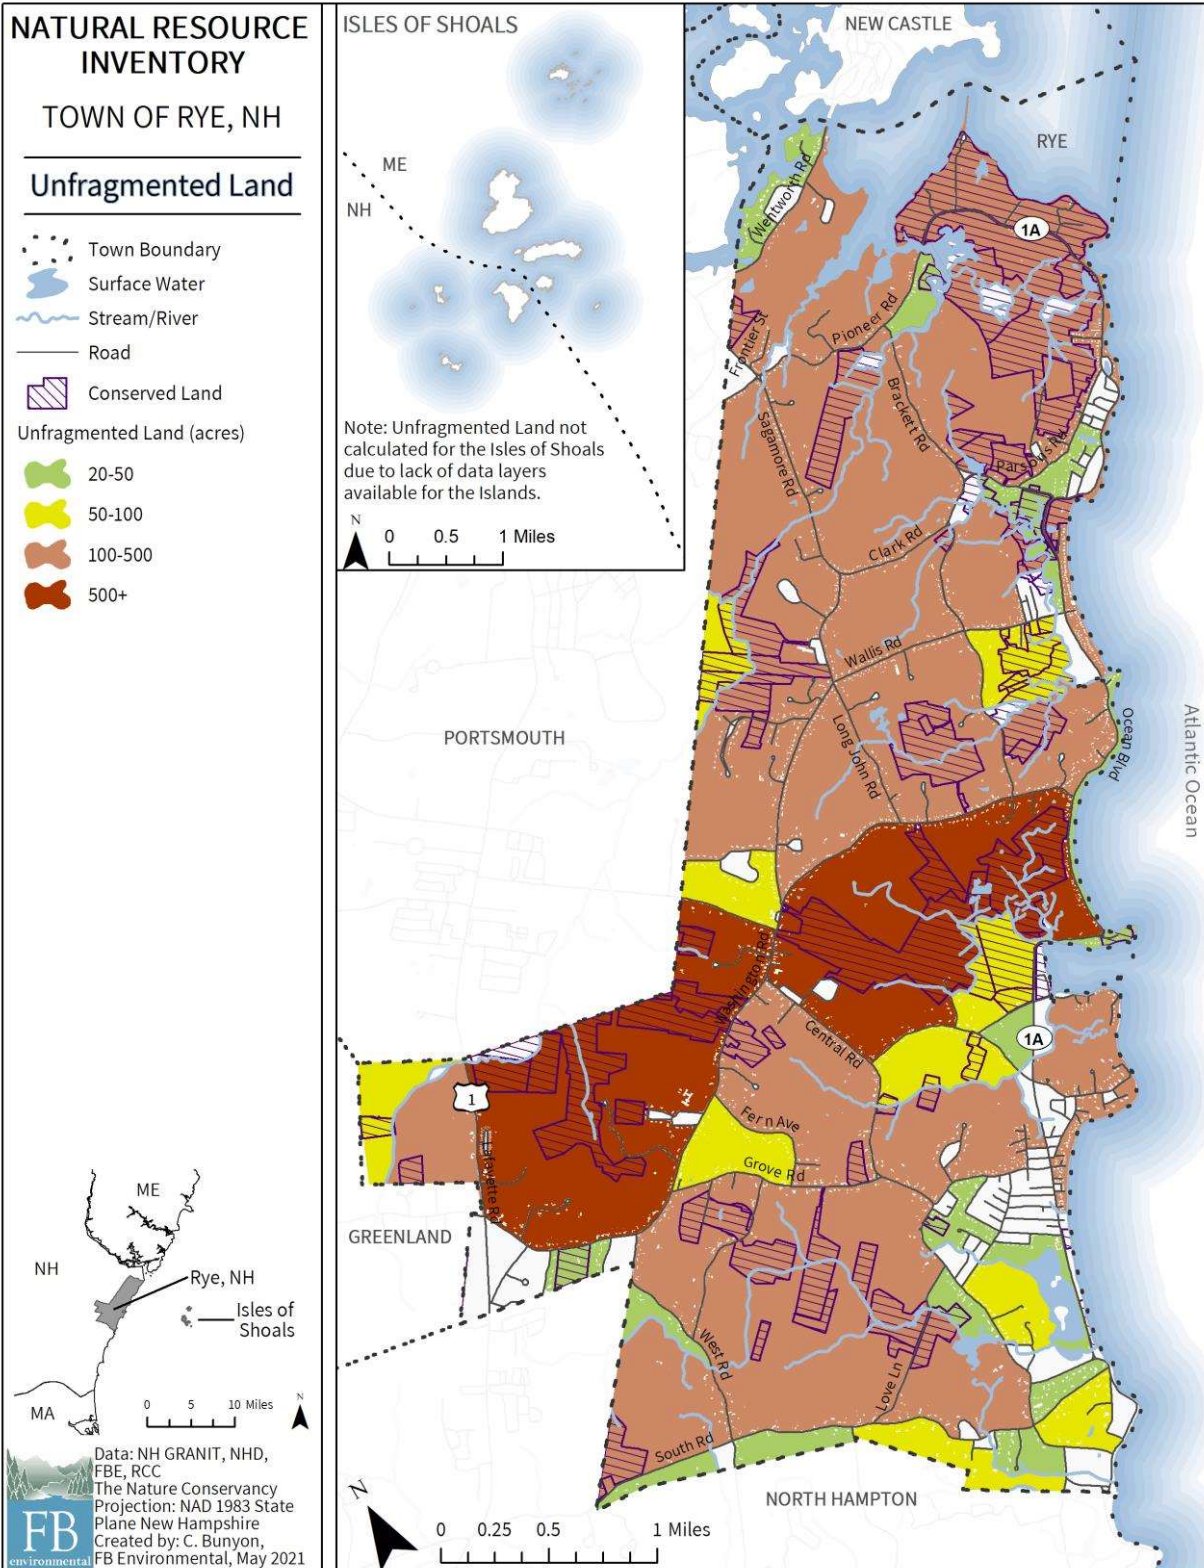 NATURAL RESOURCE
INVENTORY
TOWN OF RYE, NH
Unfragmented Land
Town Boundary
Surface Water
Stream/River
Road
Conserved Land
Unfragmented Land (acres)
20-50
50-100
100-500
500+
ME
NH
Rye, NH
Isles of
Shoals
MA
0 5 10 Miles
N
Data: NH GRANIT, NHD,
FBE, RCC
The Nature Conservancy
Projection: NAD 1983 State
Plane New Hampshire
Created by: C. Bunyon,
FB Environmental, May 2021
FB
environmental
ISLES OF SHOALS
ME
NH
Note: Unfragmented Land not
calculated for the Isles of Shoals
due to lack of data layers
available for the Islands.
N
0 0.5 1 Miles
NEW CASTLE
RYE
1A
Wentworth Rd
Pioneer Rd
Frontier St
Brackett Rd
Sagamore Rd
Parsons Rd
Clark Rd
Wallis Rd
Long John Rd
Ocean Blvd
Atlantic Ocean
PORTSMOUTH
Washington Rd
Central Rd
1A
1
Fern Ave
Grove Rd
Lafayette Rd
GREENLAND
West Rd
Love Ln
South Rd
NORTH HAMPTON
N
0 0.25 0.5 1 Miles